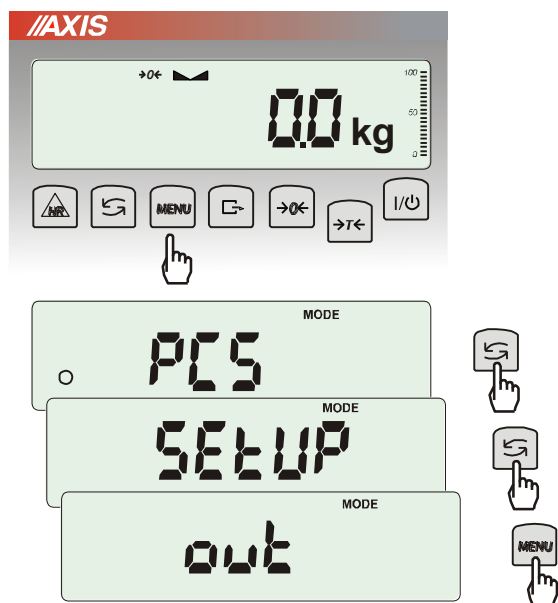 //AXIS
→0←
100
50
0
0.0 kg
HR MENU →0← →T← I/⏻
MODE
PCS
MODE
SEtUP
MODE
out
MENU